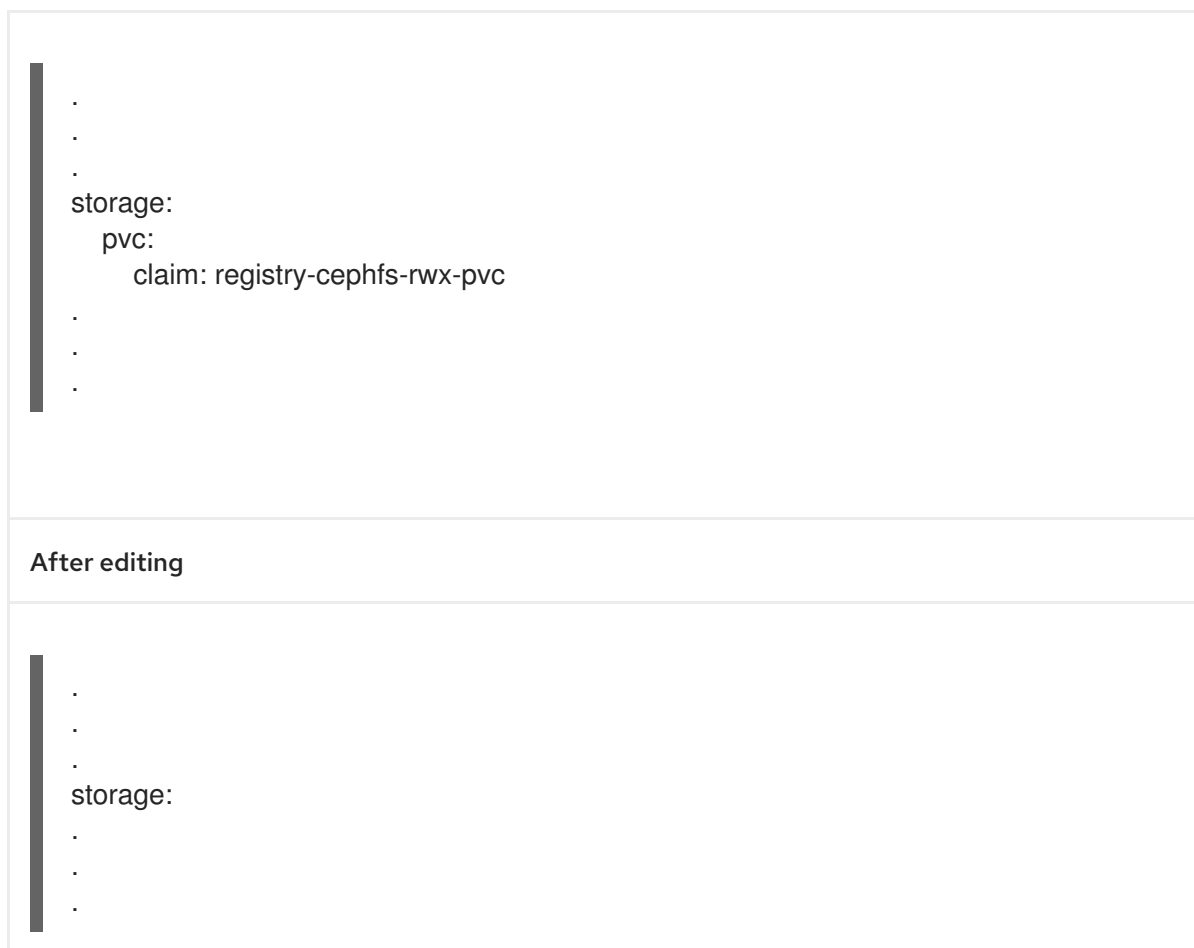 .
.
.
storage:
pvc:
claim: registry-cephfs-rwx-pvc
.
.
.
After editing
.
.
.
storage:
.
.
.